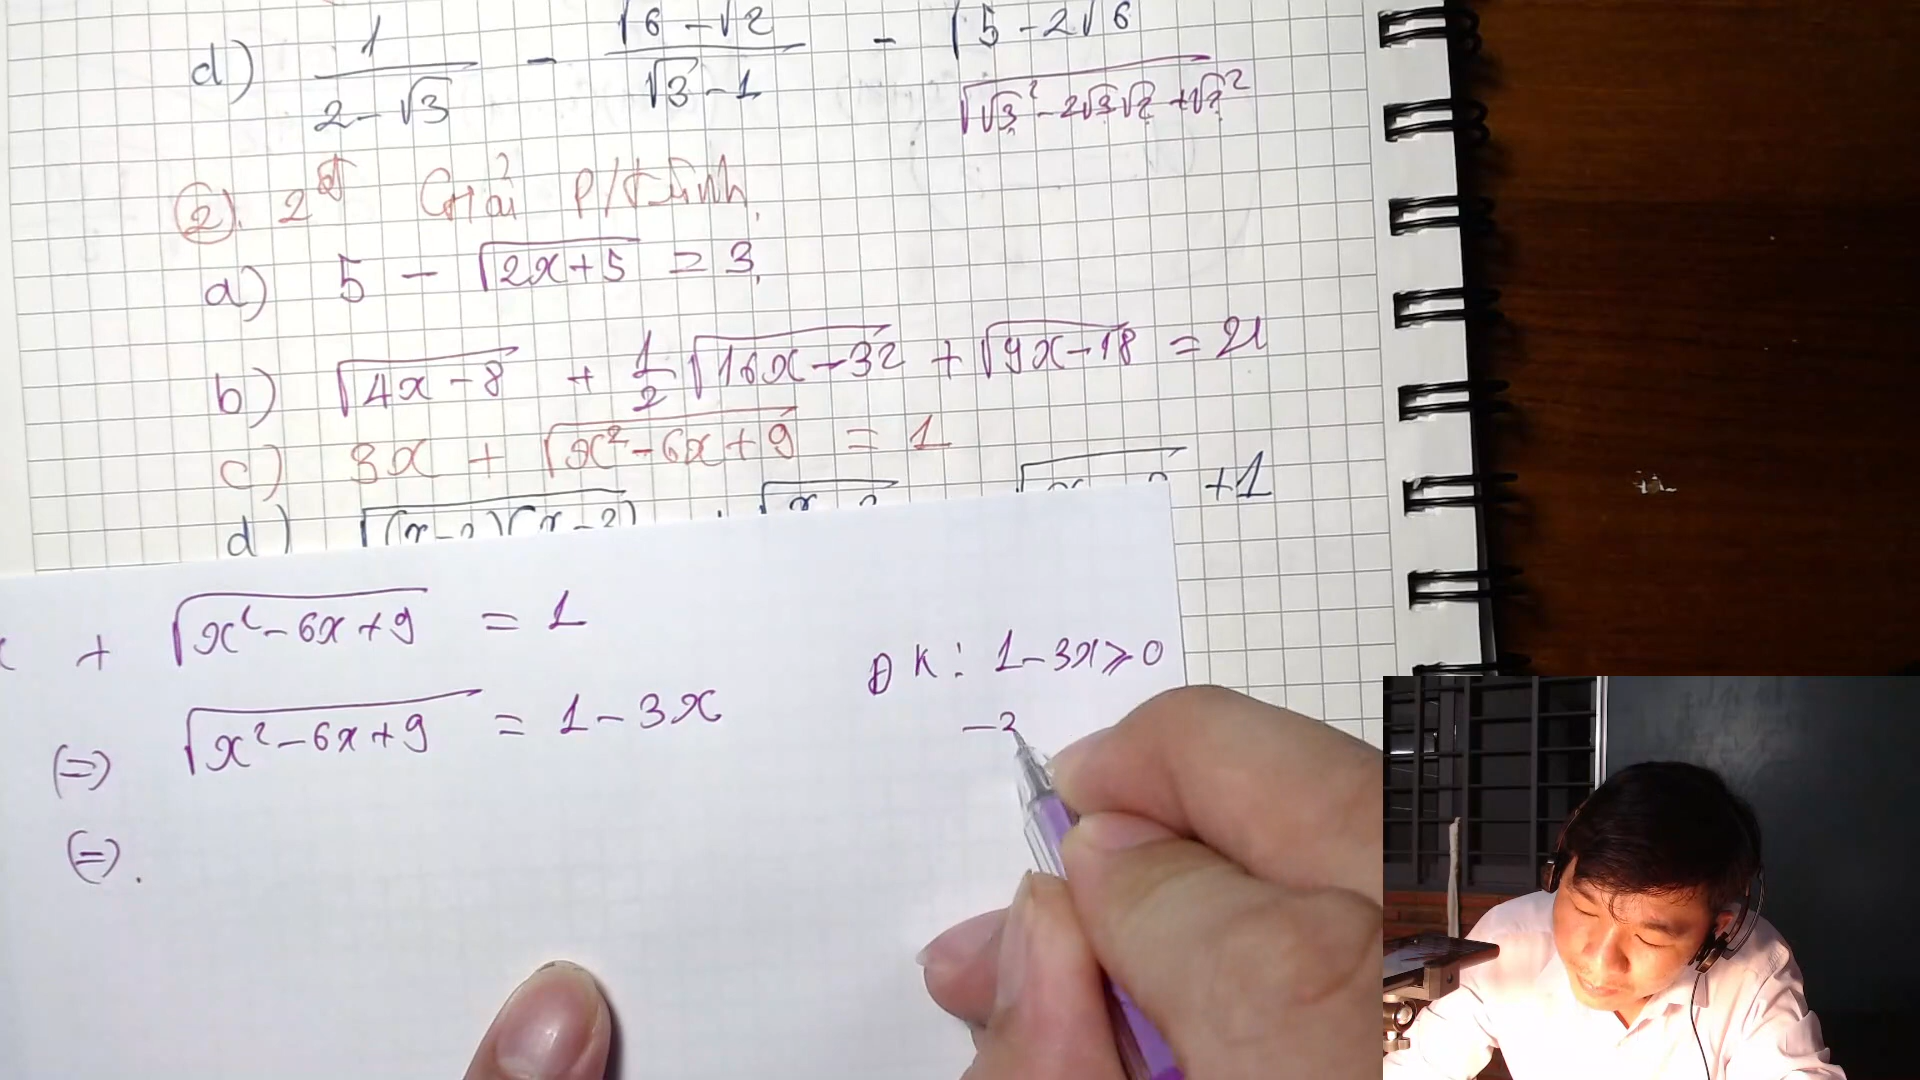 d) 1/(2-√3) - (√6-√2)/(√3-1) - √(5-2√6)
√(√3² - 2√3√2 + √2²)
②. 2đ Giải p/trình.
a) 5 - √(2x+5) = 3.
b) √(4x-8) + 1/2 √(16x-32) + √(9x-18) = 21
c) 3x + √(x²-6x+9) = 1
d) +1
+ √(x²-6x+9) = 1
ĐK: 1-3x≥0
(=) √(x²-6x+9) = 1-3x
-3
(=).